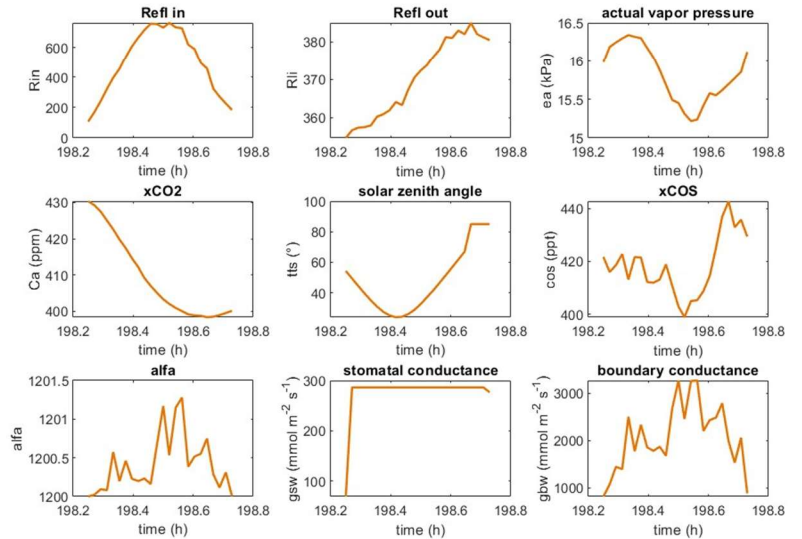 Refl in
Refl out
actual vapor pressure
Rin
600
400
200
0
198.2 198.4 198.6 198.8
time (h)
Rli
380
370
360
198.2 198.4 198.6 198.8
time (h)
ea (kPa)
16.5
16
15.5
15
198.2 198.4 198.6 198.8
time (h)
xCO2
solar zenith angle
xCOS
Ca (ppm)
430
420
410
400
198.2 198.4 198.6 198.8
time (h)
tts (°)
100
80
60
40
198.2 198.4 198.6 198.8
time (h)
cos (ppt)
440
420
400
198.2 198.4 198.6 198.8
time (h)
alfa
stomatal conductance
boundary conductance
alfa
1201.5
1201
1200.5
1200
198.2 198.4 198.6 198.8
time (h)
gsw (mmol m-2 s-1)
300
200
100
198.2 198.4 198.6 198.8
time (h)
gbw (mmol m-2 s-1)
3000
2000
1000
198.2 198.4 198.6 198.8
time (h)